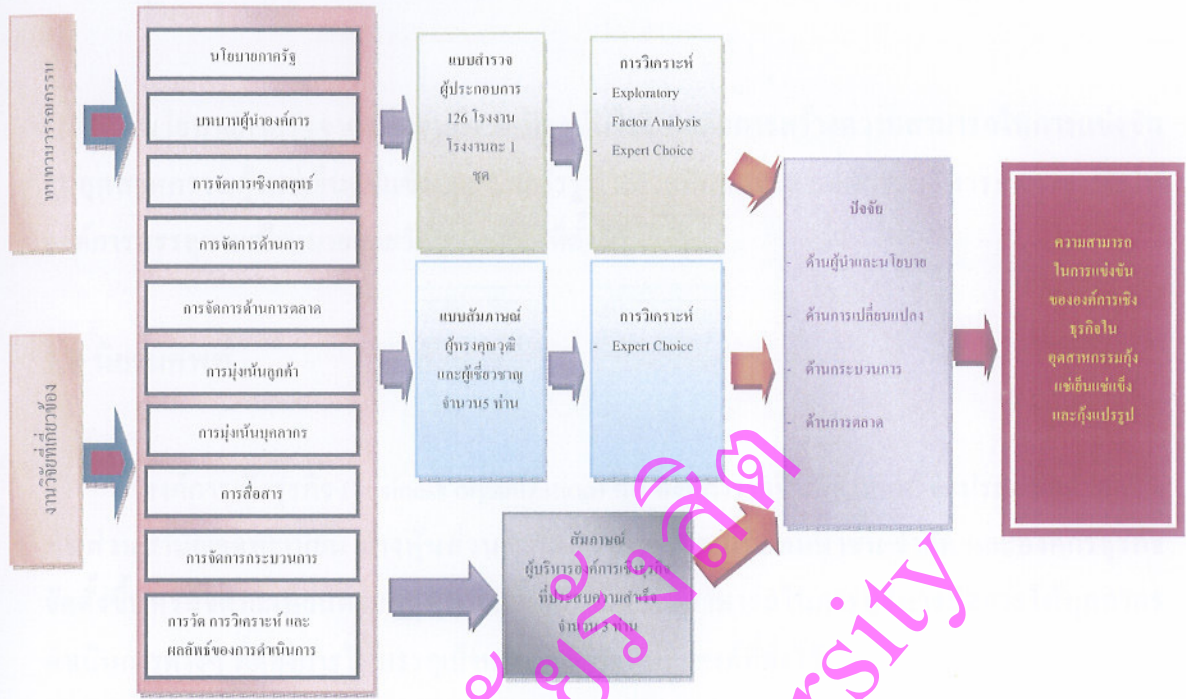 ทบทวนวรรณกรรม
งานวิจัยที่เกี่ยวข้อง
นโยบายภาครัฐ
บทบาทผู้นำองค์การ
การจัดการเชิงกลยุทธ์
การจัดการด้านการ
การจัดการด้านการตลาด
การมุ่งเน้นลูกค้า
การมุ่งเน้นบุคลากร
การสื่อสาร
การจัดการกระบวนการ
การวัด การวิเคราะห์ และ
ผลลัพธ์ของการดำเนินการ
แบบสำรวจ
ผู้ประกอบการ
126 โรงงาน
โรงงานละ 1
ชุด
การวิเคราะห์
- Exploratory
Factor Analysis
- Expert Choice
แบบสัมภาษณ์
ผู้ทรงคุณวุฒิ
และผู้เชี่ยวชาญ
จำนวน5 ท่าน
การวิเคราะห์
- Expert Choice
สัมภาษณ์
ผู้บริหารองค์การเชิงธุรกิจ
ที่ประสบความสำเร็จ
จำนวน 3 ท่าน
ปัจจัย
- ด้านผู้นำและนโยบาย
- ด้านการเปลี่ยนแปลง
- ด้านกระบวนการ
- ด้านการตลาด
ความสามารถ
ในการแข่งขัน
ขององค์การเชิง
ธุรกิจใน
อุตสาหกรรมกุ้ง
แช่เย็นแช่แข็ง
และกุ้งแปรรูป
ยรังสิต
rsity